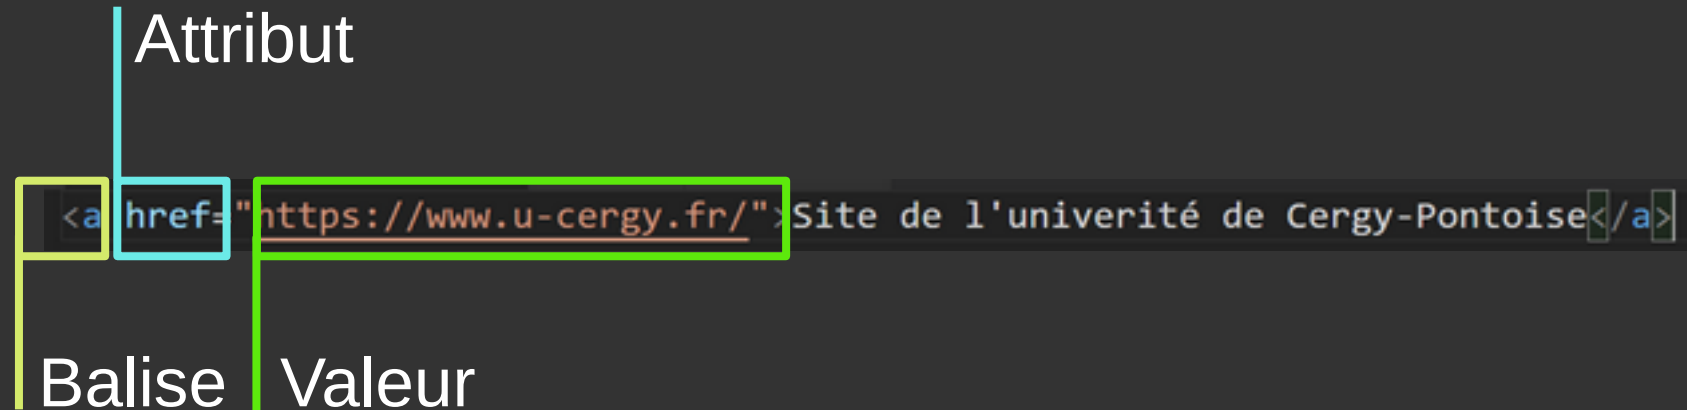 Attribut
<a href="https://www.u-cergy.fr/">Site de l'univerité de Cergy-Pontoise</a>
Balise Valeur